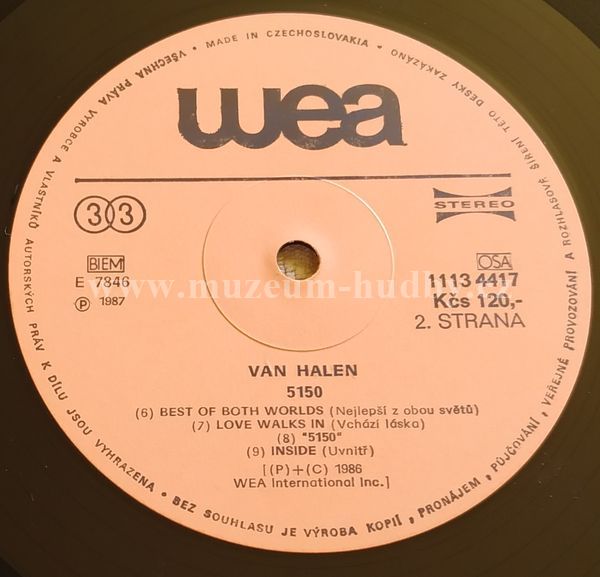 wea
33
STEREO
BIEM
E 7846
Ⓟ 1987
OSA
1113 4417
Kčs 120,-
2. STRANA
www.muzeum-hudby.cz
VAN HALEN
5150
(6) BEST OF BOTH WORLDS (Nejlepší z obou světů)
(7) LOVE WALKS IN (Vchází láska)
(8) "5150"
(9) INSIDE (Uvnitř)
[(P)+(C) 1986
WEA International Inc.]
MADE IN CZECHOSLOVAKIA • VŠECHNA PRÁVA VÝROBCE A VLASTNÍKŮ AUTORSKÝCH PRÁV K DÍLU JSOU VYHRAZENA • BEZ SOUHLASU JE VÝROBA KOPIÍ, PRONÁJEM, PŮJČOVÁNÍ, VEŘEJNÉ PROVOZOVÁNÍ A ROZHLASOVÁ ŠÍŘENÍ TÉTO DESKY ZAKÁZÁNO